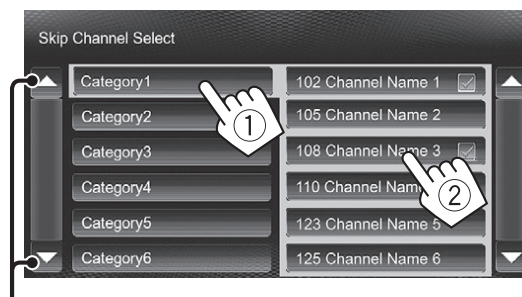 Skip Channel Select
Category1
Category2
Category3
Category4
Category5
Category6
102 Channel Name 1
105 Channel Name 2
108 Channel Name 3
110 Channel Name
123 Channel Name 5
125 Channel Name 6
1
2